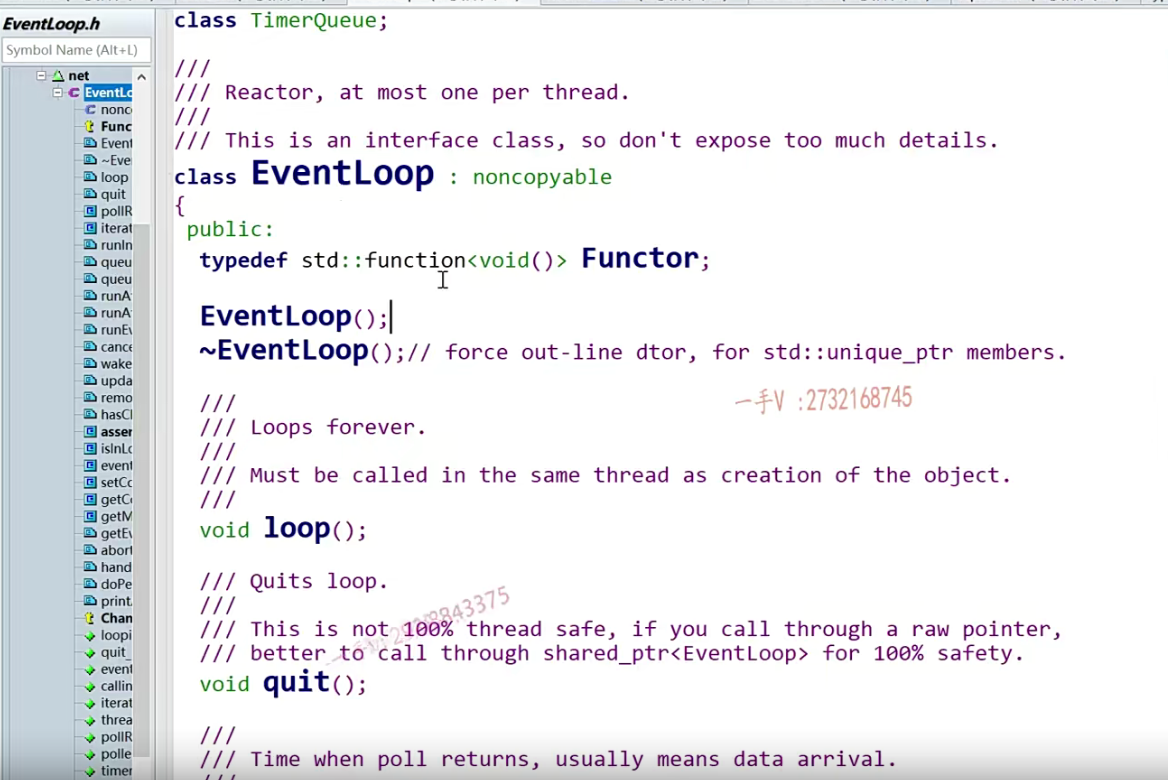 EventLoop.h
Symbol Name (Alt+L)
net
EventLo
nonc
Func
Event
~Eve
loop
quit
pollR
iterat
runIn
queu
queu
runA
runA
runEv
cance
wake
upda
remo
hasCl
asser
isInLo
event
setCo
getCo
getM
getEv
abort
hand
doPe
print
Chan
loopi
quit_
event
callin
iterat
threa
pollR
polle
timer
class TimerQueue;
///
/// Reactor, at most one per thread.
///
/// This is an interface class, so don't expose too much details.
class EventLoop : noncopyable
{
public:
typedef std::function<void()> Functor;
EventLoop();
~EventLoop();// force out-line dtor, for std::unique_ptr members.
一手V :2732168745
///
/// Loops forever.
///
/// Must be called in the same thread as creation of the object.
///
void loop();
/// Quits loop.
///
/// This is not 100% thread safe, if you call through a raw pointer,
/// better to call through shared_ptr<EventLoop> for 100% safety.
void quit();
///
/// Time when poll returns, usually means data arrival.
///